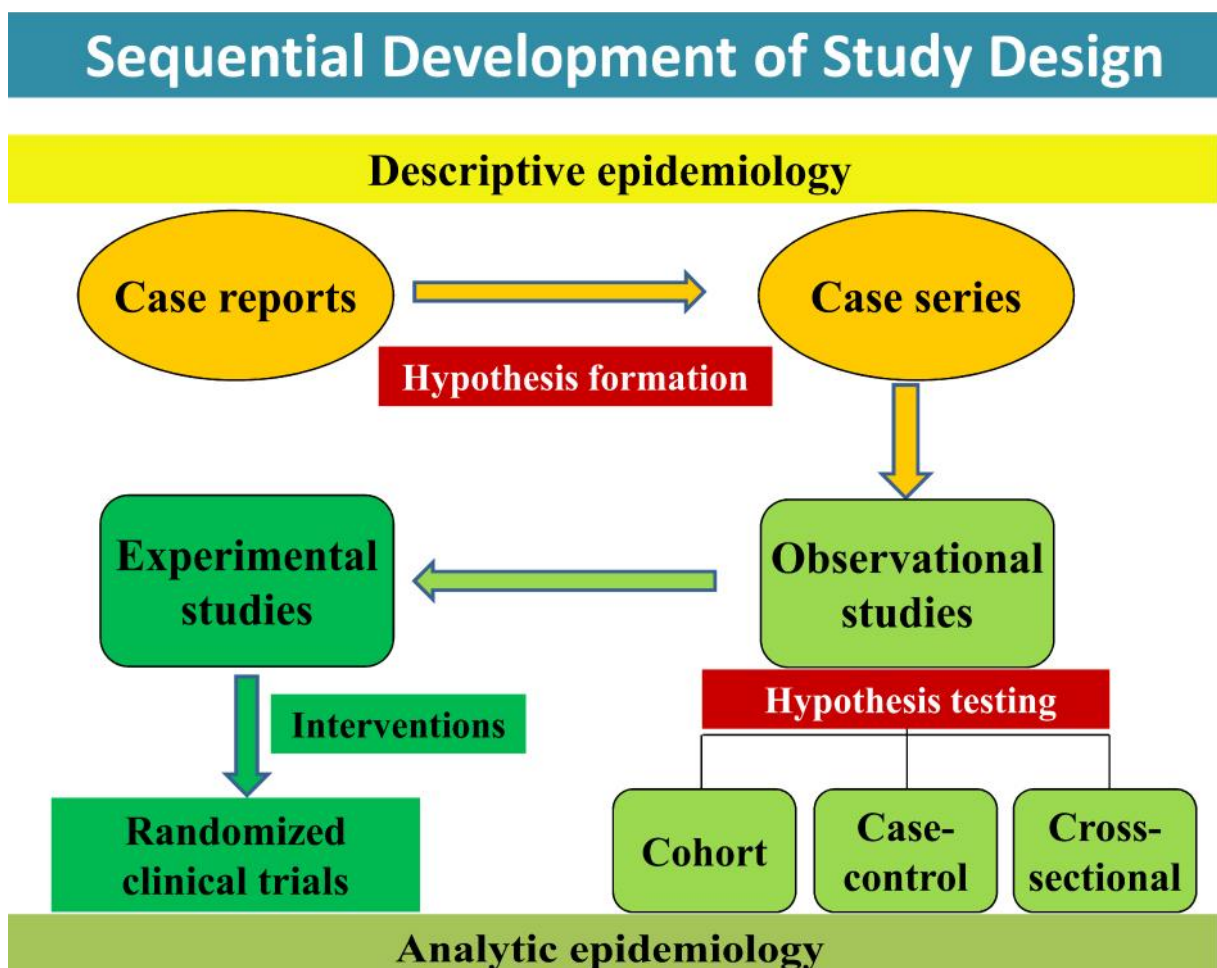 Sequential Development of Study Design
Descriptive epidemiology
Case reports
Case series
Hypothesis formation
Experimental
studies
Observational
studies
Hypothesis testing
Interventions
Randomized
clinical trials
Cohort
Case-
control
Cross-
sectional
Analytic epidemiology